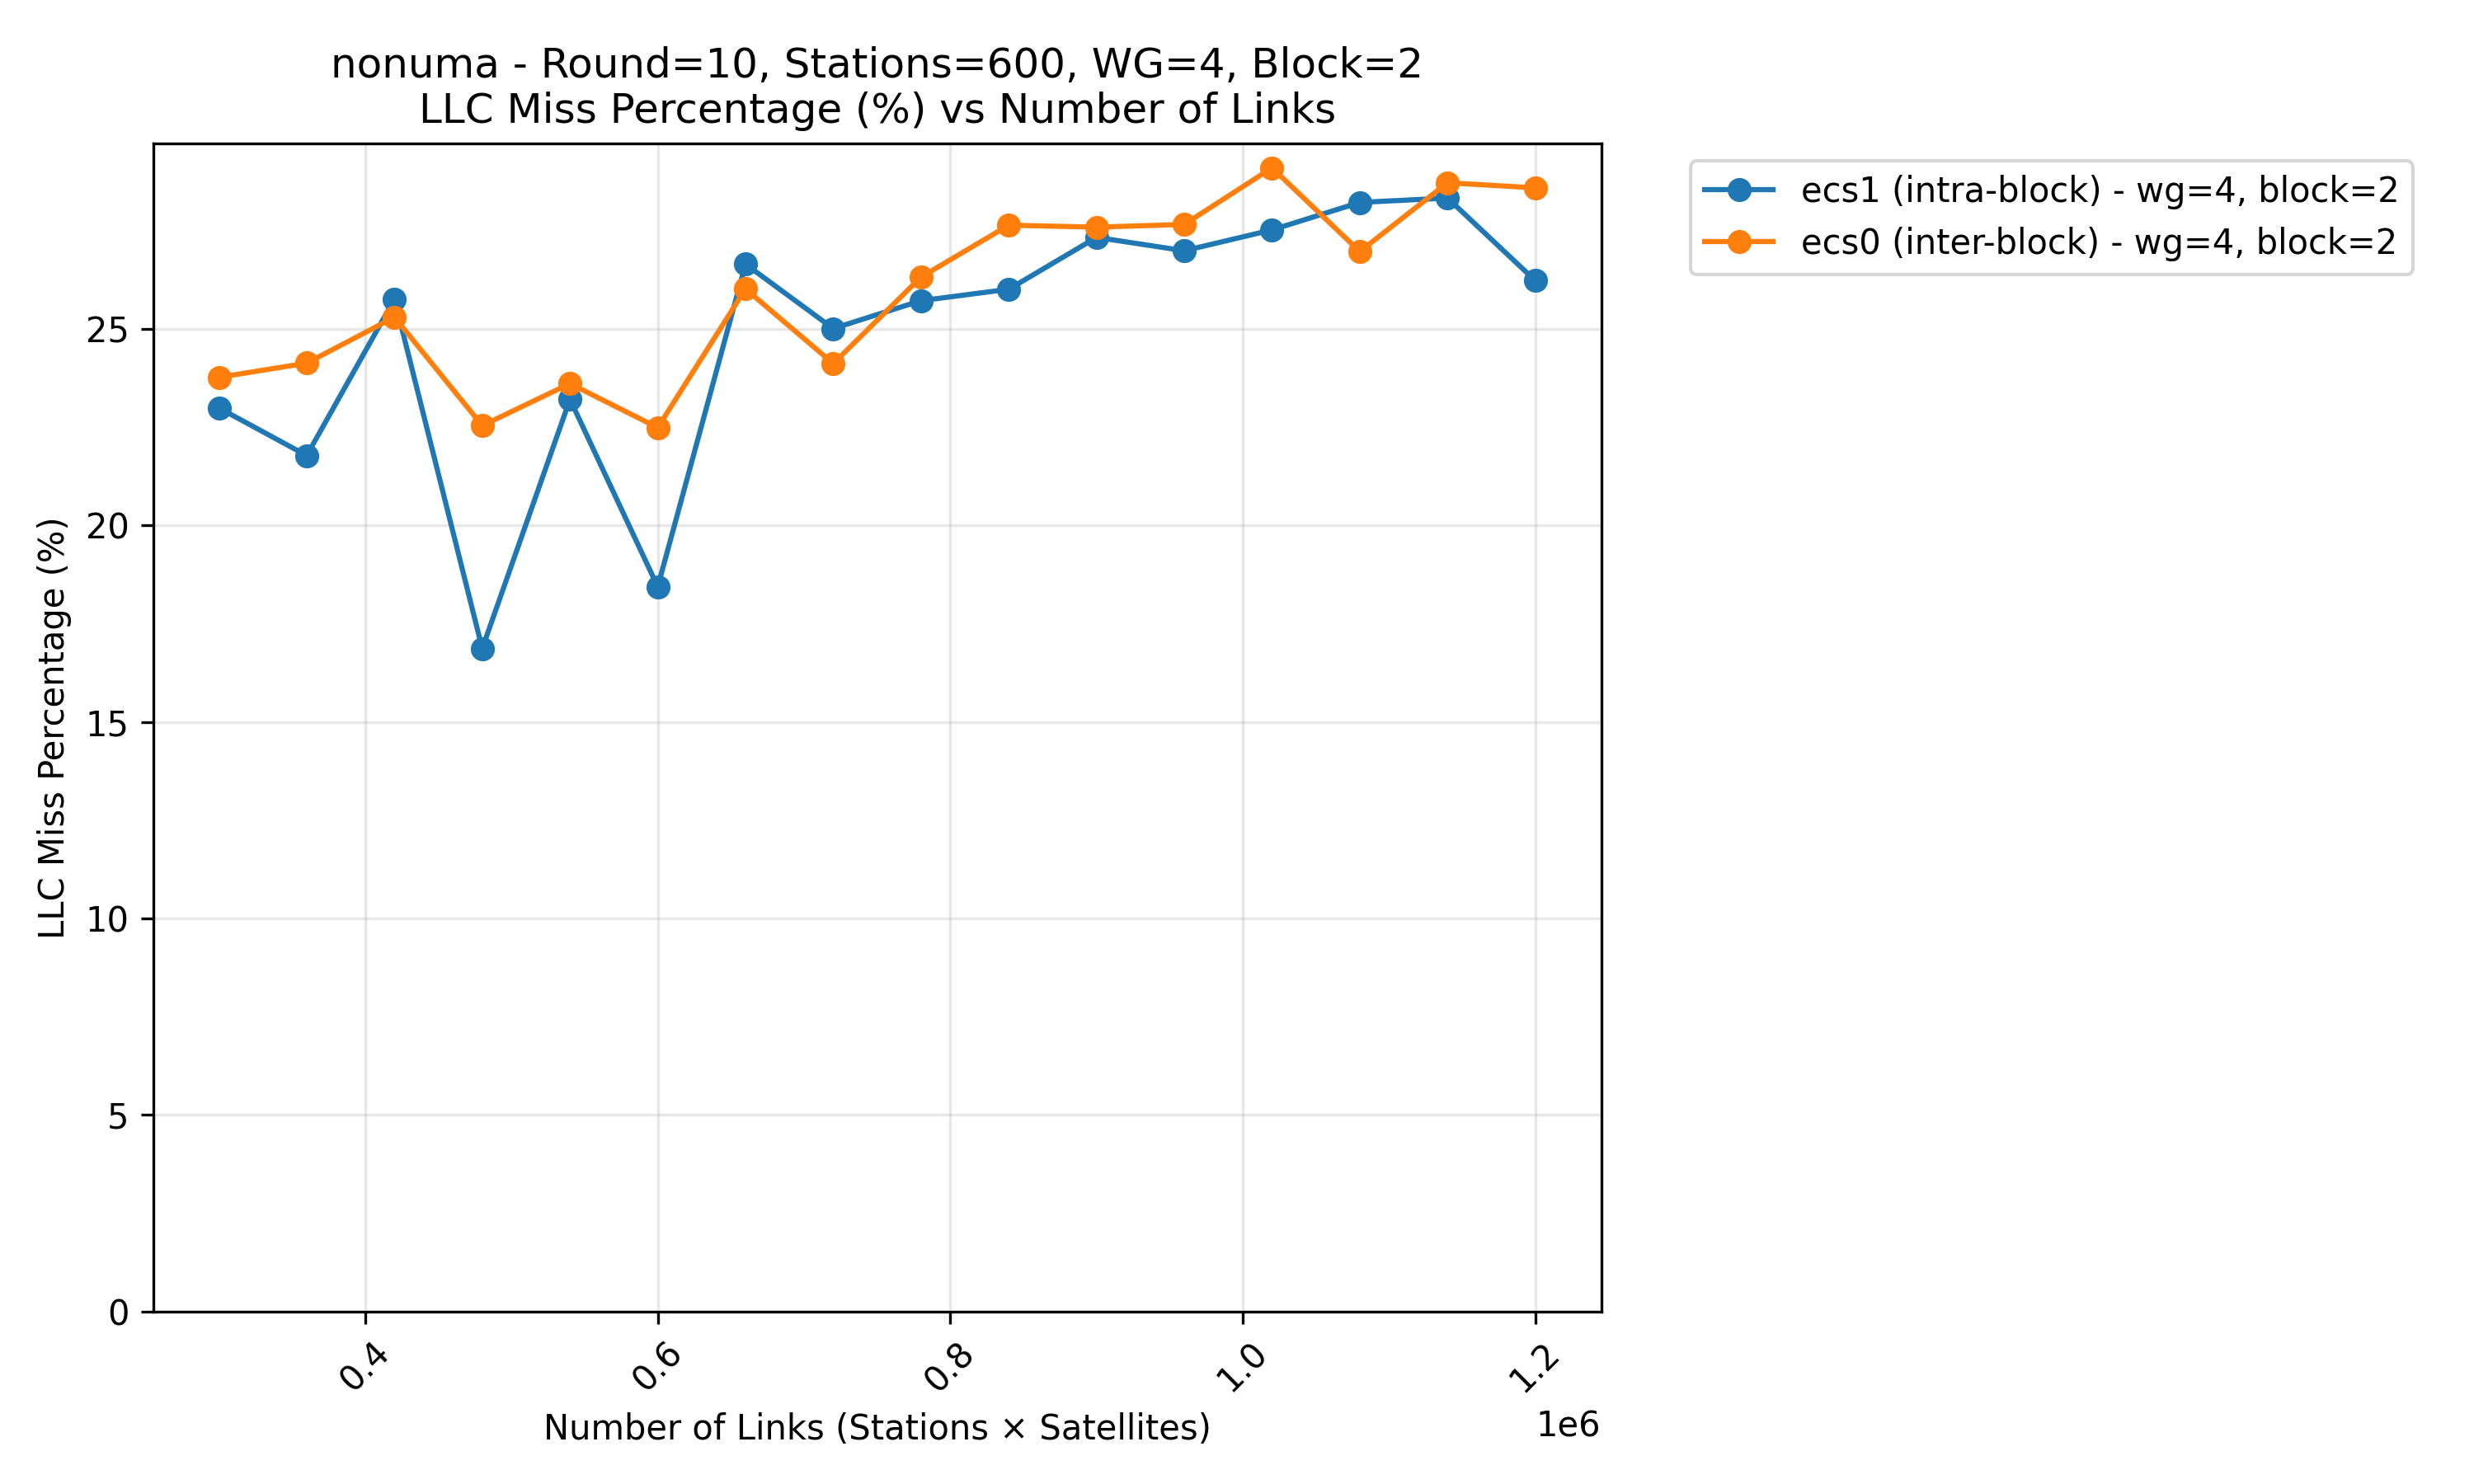 nonuma - Round=10, Stations=600, WG=4, Block=2
LLC Miss Percentage (%) vs Number of Links
ecs1 (intra-block) - wg=4, block=2
ecs0 (inter-block) - wg=4, block=2
LLC Miss Percentage (%)
25
20
15
10
5
0
0.4
0.6
0.8
1.0
1.2
1e6
Number of Links (Stations × Satellites)